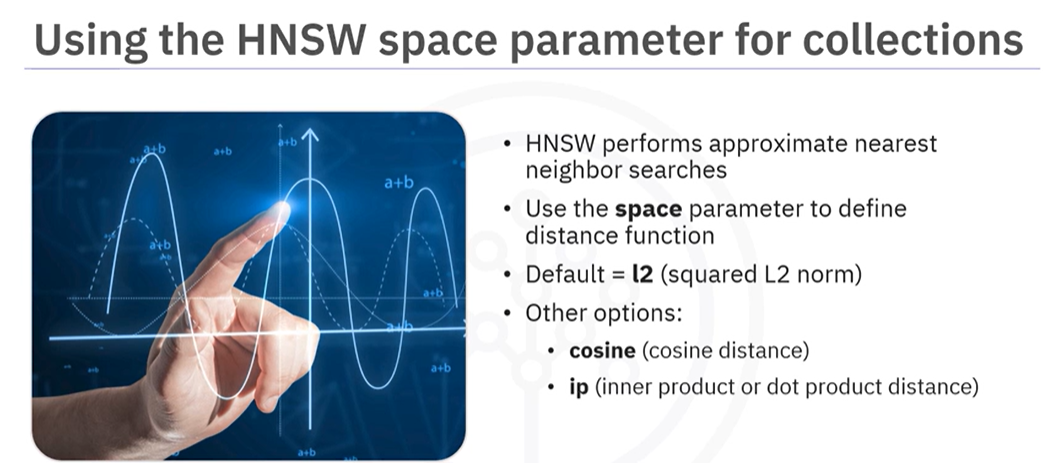 Using the HNSW space parameter for collections
a+b
a+b
a+b
a+b
a+b
a+b
a+b
a+b
a+b
a+b
• HNSW performs approximate nearest
neighbor searches
• Use the space parameter to define
distance function
• Default = l2 (squared L2 norm)
• Other options:
• cosine (cosine distance)
• ip (inner product or dot product distance)